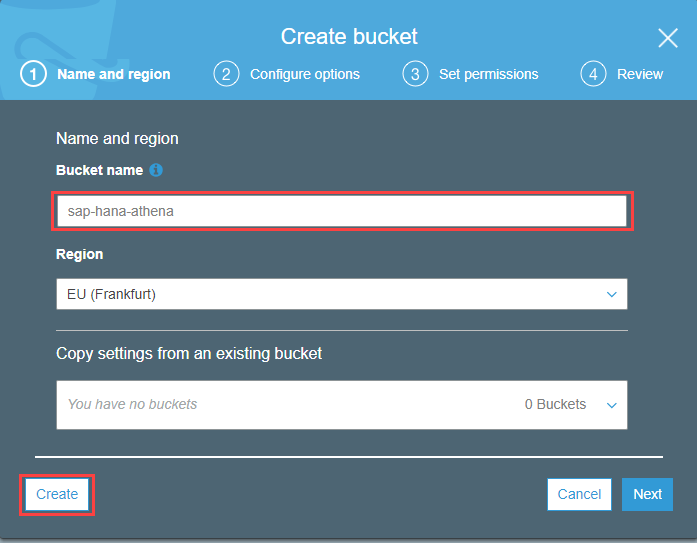 Create bucket
1 Name and region 2 Configure options 3 Set permissions 4 Review
Name and region
Bucket name
sap-hana-athena
Region
EU (Frankfurt)
Copy settings from an existing bucket
You have no buckets 0 Buckets
Create Cancel Next